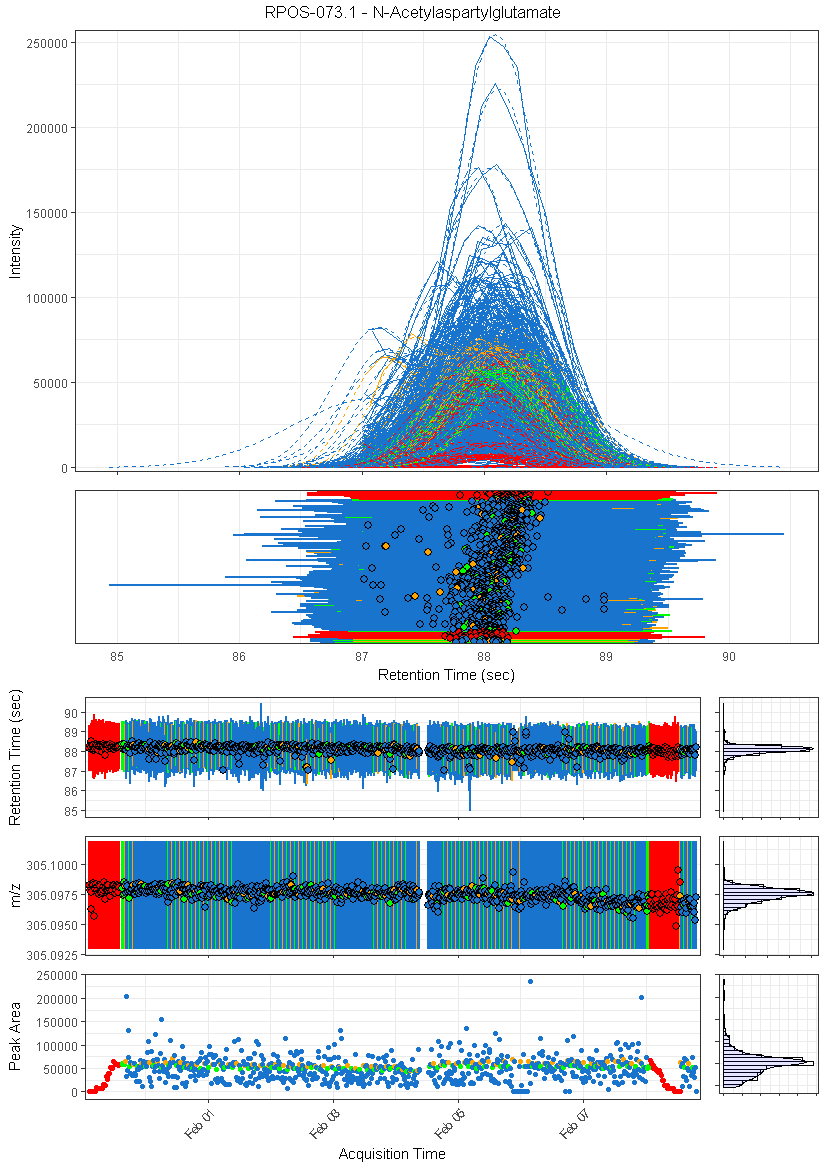 RPOS-073.1 - N-Acetylaspartylglutamate
Intensity
250000
200000
150000
100000
50000
0
85
86
87
88
89
90
Retention Time (sec)
Retention Time (sec)
90
89
88
87
86
85
m/z
305.1000
305.0975
305.0950
305.0925
Peak Area
250000
200000
150000
100000
50000
0
Feb 01
Feb 03
Feb 05
Feb 07
Acquisition Time